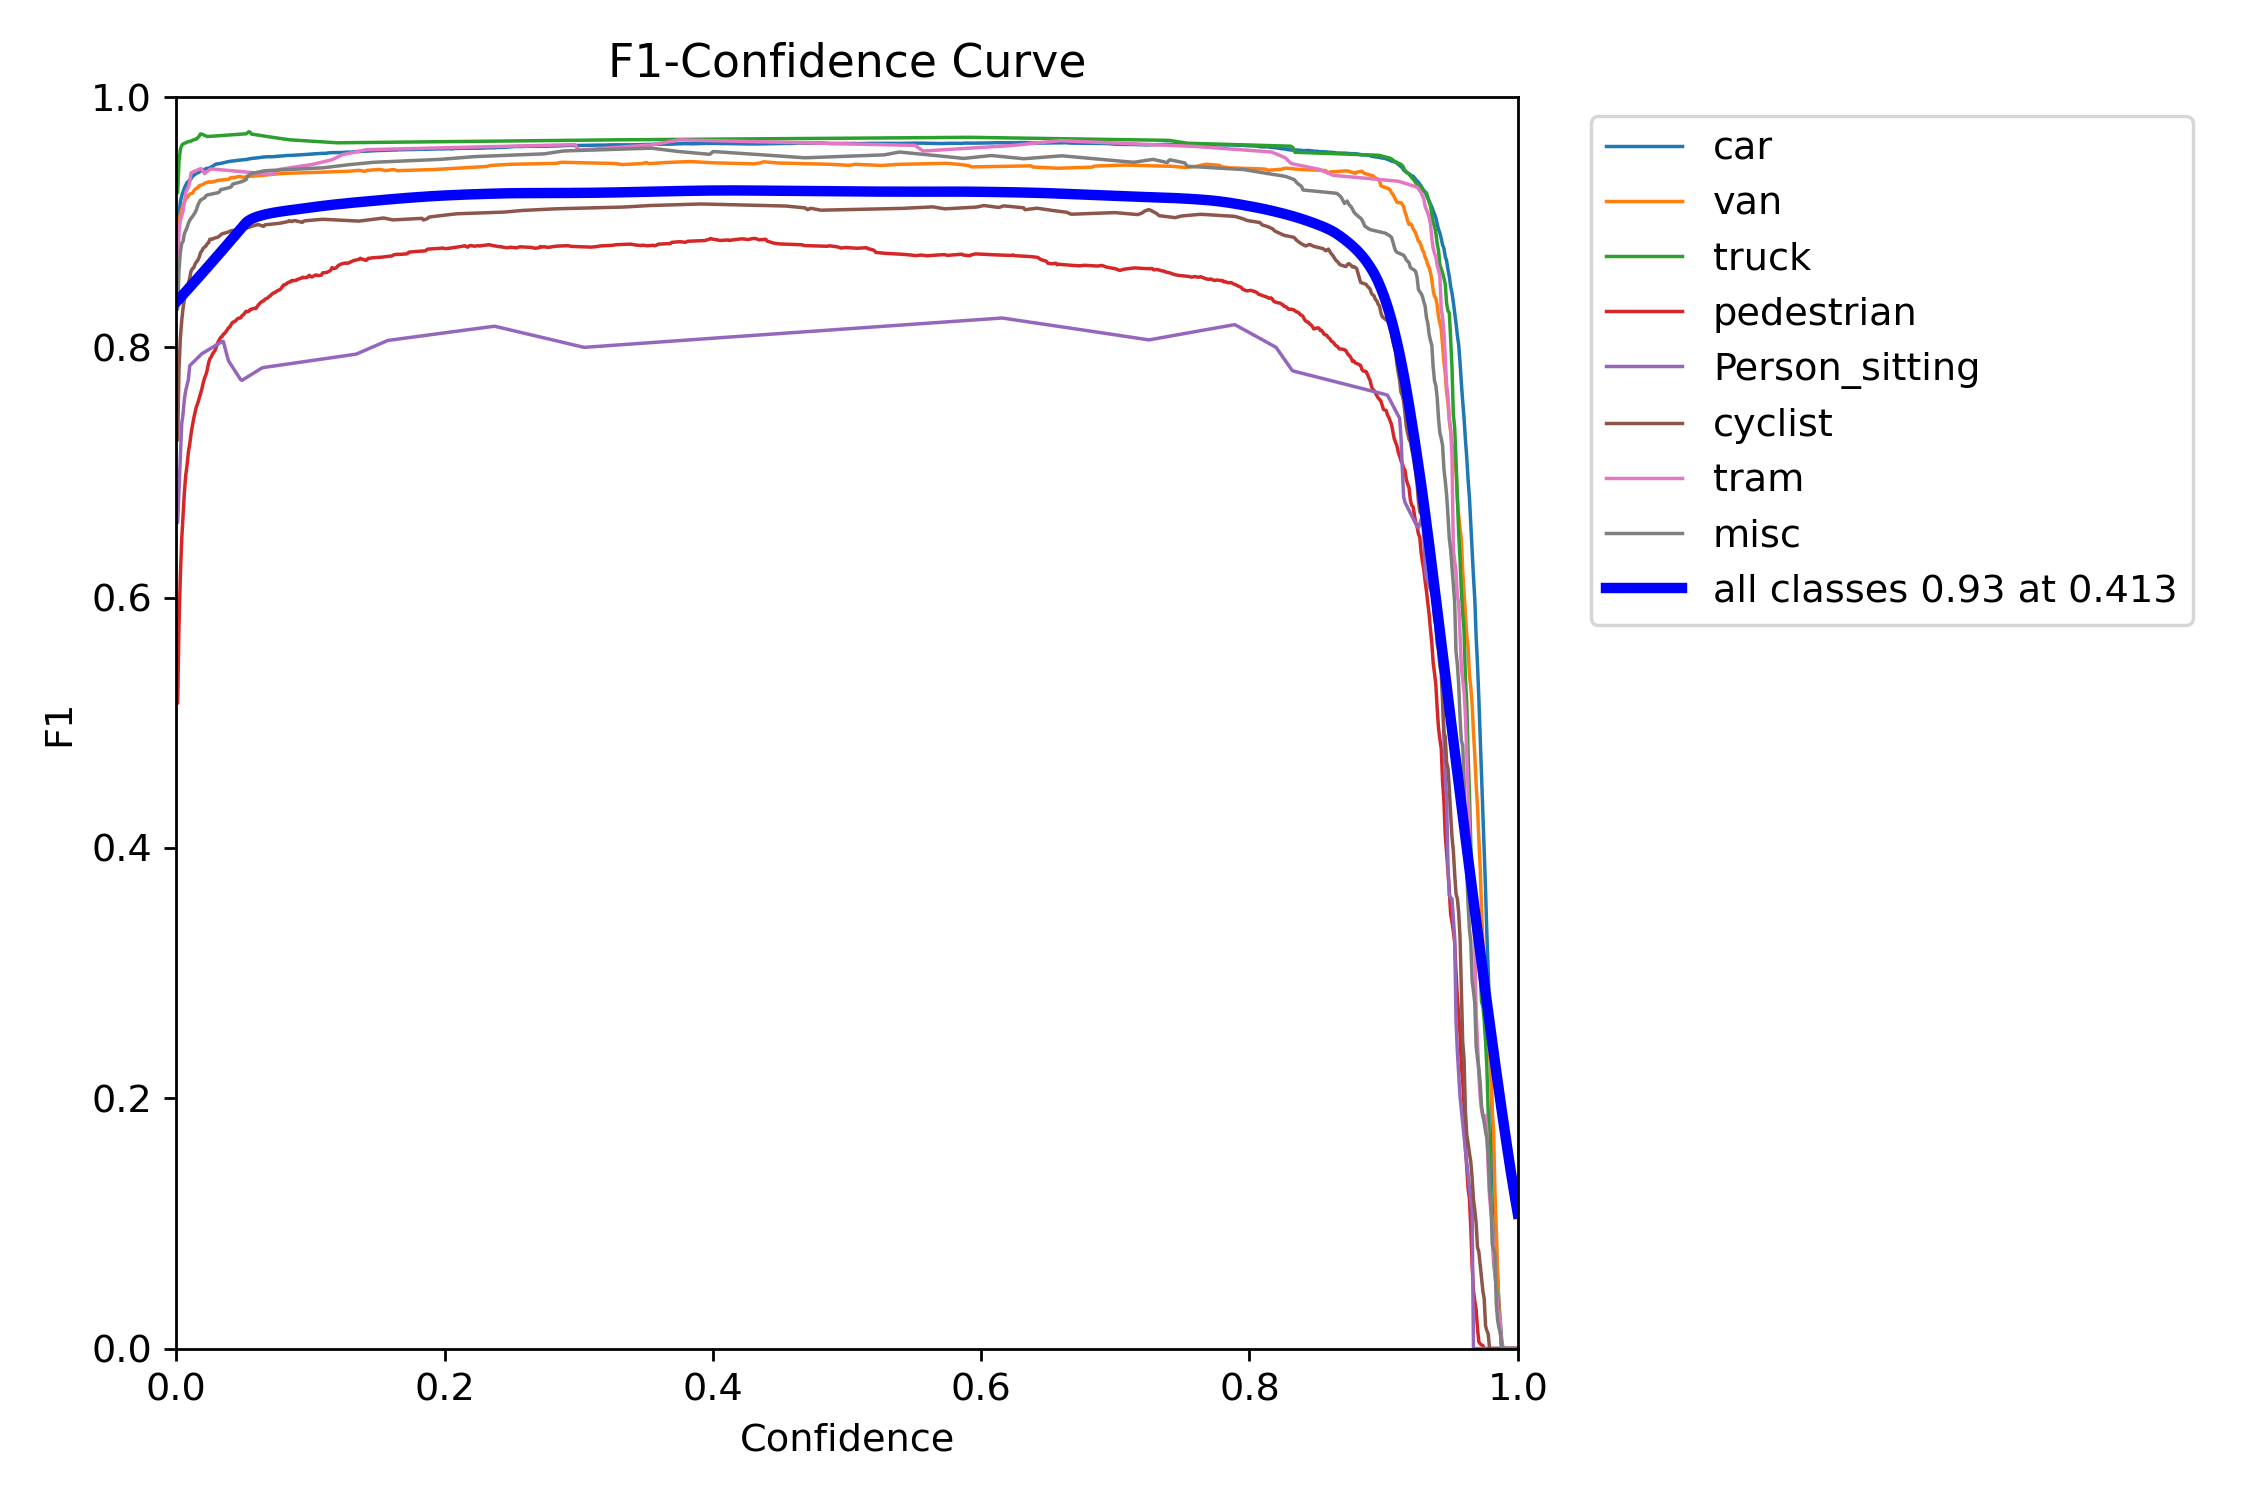 F1-Confidence Curve
1.0
0.8
0.6
0.4
0.2
0.0
F1
0.0 0.2 0.4 0.6 0.8 1.0
Confidence
car
van
truck
pedestrian
Person_sitting
cyclist
tram
misc
all classes 0.93 at 0.413